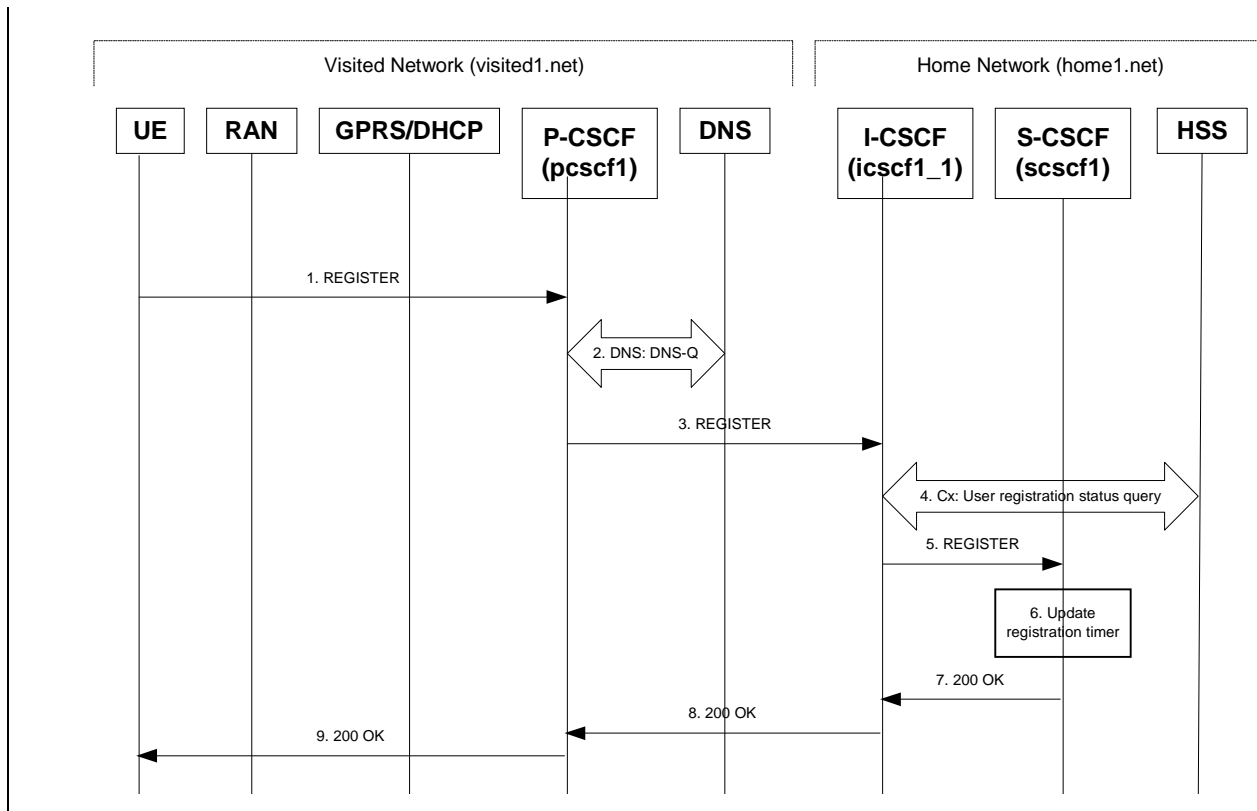 Visited Network (visited1.net)
Home Network (home1.net)
UE
RAN
GPRS/DHCP
P-CSCF
(pcscf1)
DNS
I-CSCF
(icscf1_1)
S-CSCF
(scscf1)
HSS
1. REGISTER
2. DNS: DNS-Q
3. REGISTER
4. Cx: User registration status query
5. REGISTER
6. Update
registration timer
7. 200 OK
8. 200 OK
9. 200 OK